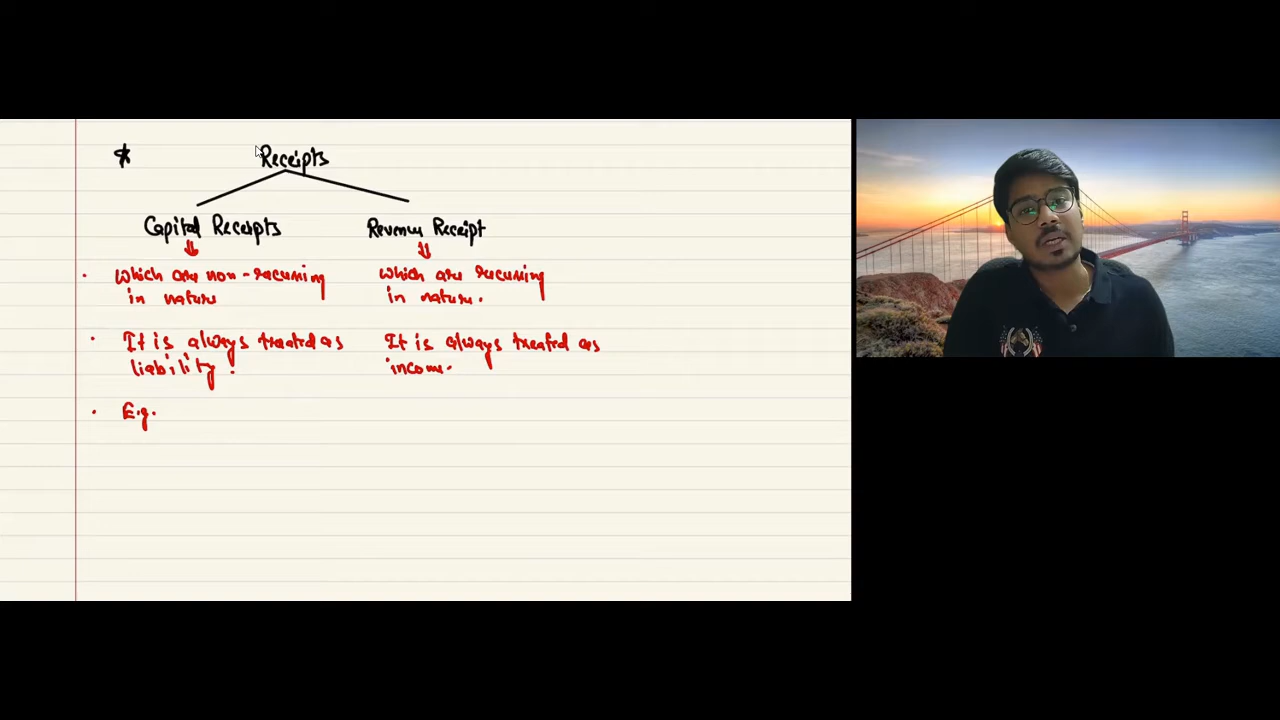 * Receipts
Capital Receipts Revenue Receipt
• Which are non-recurring which are recurring
in nature in nature.
• It is always treated as It is always treated as
liability. income.
• E.g.